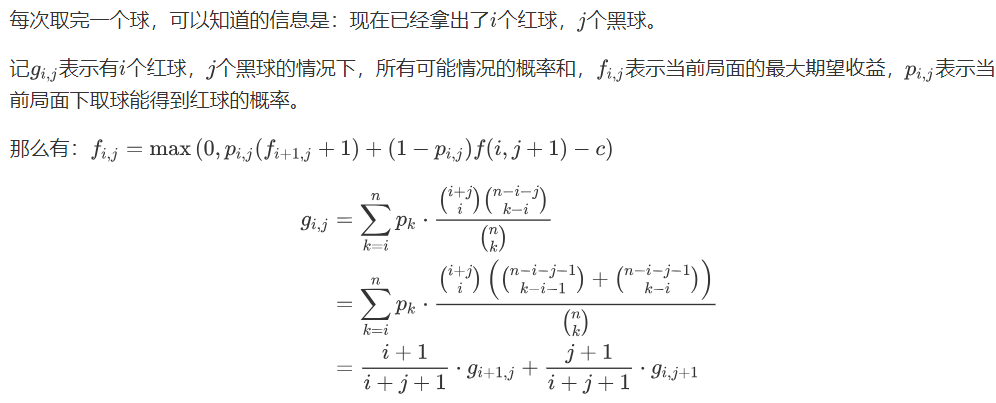 每次取完一个球，可以知道的信息是：现在已经拿出了$i$个红球，$j$个黑球。
记$g_{i,j}$表示有$i$个红球，$j$个黑球的情况下，所有可能情况的概率和，$f_{i,j}$表示当前局面的最大期望收益，$p_{i,j}$表示当
前局面下取球能得到红球的概率。
那么有：$f_{i,j} = \max(0, p_{i,j}(f_{i+1,j} + 1) + (1 - p_{i,j})f(i, j + 1) - c)$
$g_{i,j} = \sum_{k=i}^{n} p_k \cdot \frac{\binom{i+j}{i}\binom{n-i-j}{k-i}}{\binom{n}{k}}$
$= \sum_{k=i}^{n} p_k \cdot \frac{\binom{i+j}{i}\left(\binom{n-i-j-1}{k-i-1} + \binom{n-i-j-1}{k-i}\right)}{\binom{n}{k}}$
$= \frac{i+1}{i+j+1} \cdot g_{i+1,j} + \frac{j+1}{i+j+1} \cdot g_{i,j+1}$